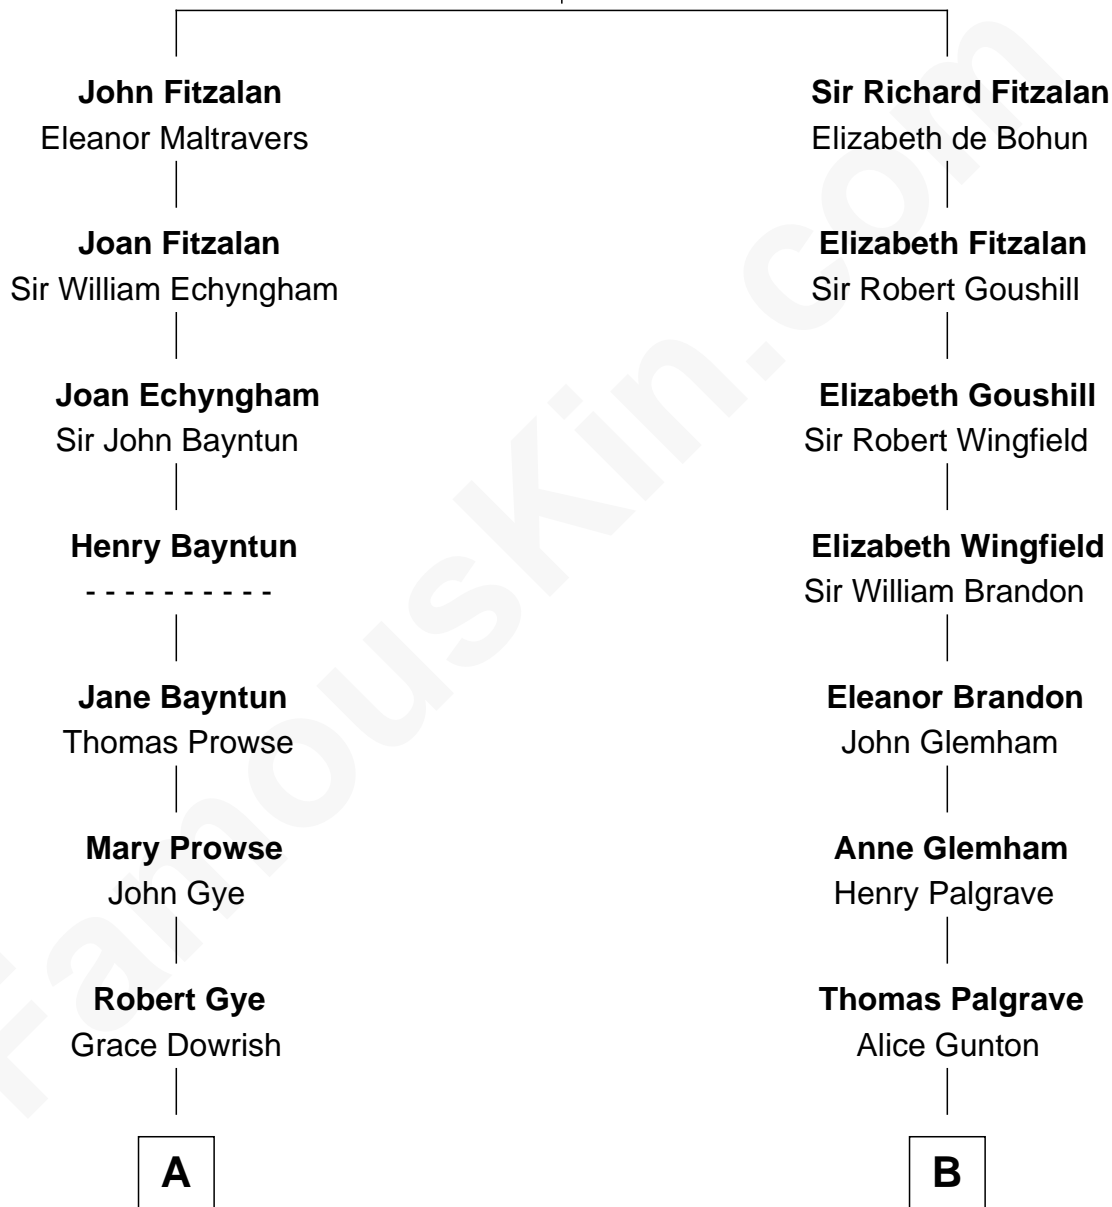 John Fitzalan
Eleanor Maltravers
Joan Fitzalan
Sir William Echyngham
Joan Echyngham
Sir John Bayntun
Henry Bayntun
- - - - - - - - - -
Jane Bayntun
Thomas Prowse
Mary Prowse
John Gye
Robert Gye
Grace Dowrish
A
Sir Richard Fitzalan
Elizabeth de Bohun
Elizabeth Fitzalan
Sir Robert Goushill
Elizabeth Goushill
Sir Robert Wingfield
Elizabeth Wingfield
Sir William Brandon
Eleanor Brandon
John Glemham
Anne Glemham
Henry Palgrave
Thomas Palgrave
Alice Gunton
B
FamousKin.com